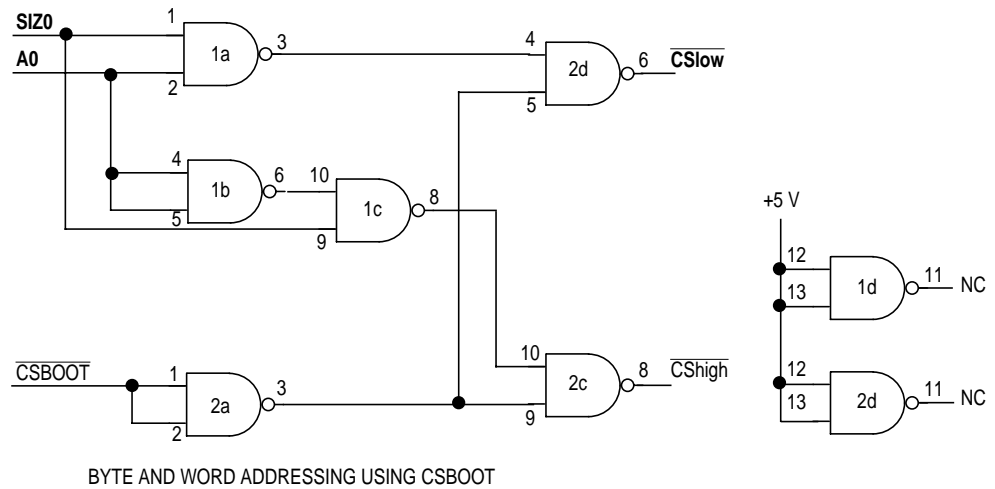 SIZ0
A0
1
2
1a
3
4
5
2d
6
CSlow
4
5
1b
6
10
9
1c
8
+5 V
12
13
1d
11
NC
CSBOOT
1
2
2a
3
10
9
2c
8
CShigh
12
13
2d
11
NC
BYTE AND WORD ADDRESSING USING CSBOOT